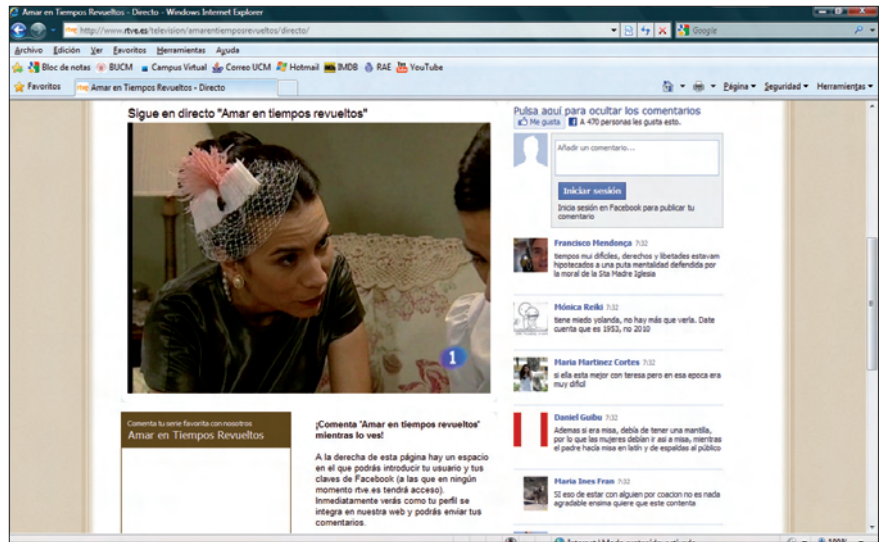 Amar en Tiempos Revueltos - Directo - Windows Internet Explorer
http://www.rtve.es/television/amarentiemposrevueltos/directo/
Google
Archivo Edición Ver Favoritos Herramientas Ayuda
Bloc de notas BUCM Campus Virtual Correo UCM Hotmail IMDB RAE YouTube
Favoritos rtve Amar en Tiempos Revueltos - Directo
Página Seguridad Herramientas
Sigue en directo "Amar en tiempos revueltos"
1
Comenta tu serie favorita con nosotros
Amar en Tiempos Revueltos
¡Comenta 'Amar en tiempos revueltos'
mientras lo ves!
A la derecha de esta página hay un espacio
en el que podrás introducir tu usuario y tus
claves de Facebook (a las que en ningún
momento rtve.es tendrá acceso).
Inmediatamente verás como tu perfil se
integra en nuestra web y podrás enviar tus
comentarios.
Pulsa aquí para ocultar los comentarios
Me gusta A 470 personas les gusta esto.
Añadir un comentario...
Iniciar sesión
Inicia sesión en Facebook para publicar tu
comentario
Francisco Mendonça 7:32
tiempos mui dificiles, derechos y libetades estavam
hipotecados a una puta mentalidad defendida por
la moral de la Sta Madre Iglesia
Mónica Reiki 7:32
tiene miedo yolanda, no hay más que verla. Date
cuenta que es 1953, no 2010
Maria Martinez Cortes 7:32
si ella esta mejor con teresa pero en esa epoca era
muy dificil
Daniel Guibu 7:32
Ademas si era misa, debía de tener una mantilla,
por lo que las mujeres debían ir asi a misa, mientras
el padre hacía misa en latín y de espaldas al público
Maria Ines Fran 7:32
SI eso de estar con alguien por coacion no es nada
agradable ensima quiere que este contenta
100%